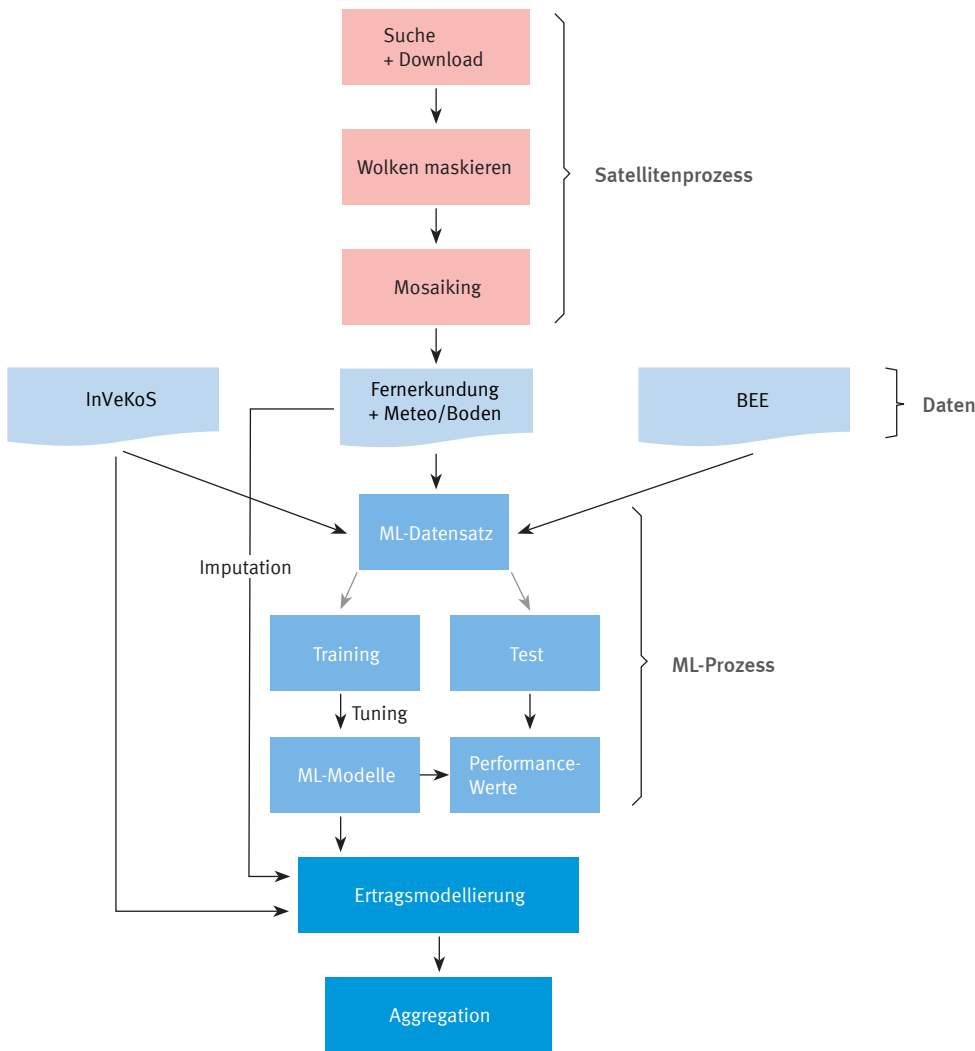 Suche
+ Download
Wolken maskieren
Satellitenprozess
Mosaiking
InVeKoS
Fernerkundung
+ Meteo/Boden
BEE
Daten
ML-Datensatz
Imputation
Training
Test
ML-Prozess
Tuning
ML-Modelle
Performance-
Werte
Ertragsmodellierung
Aggregation